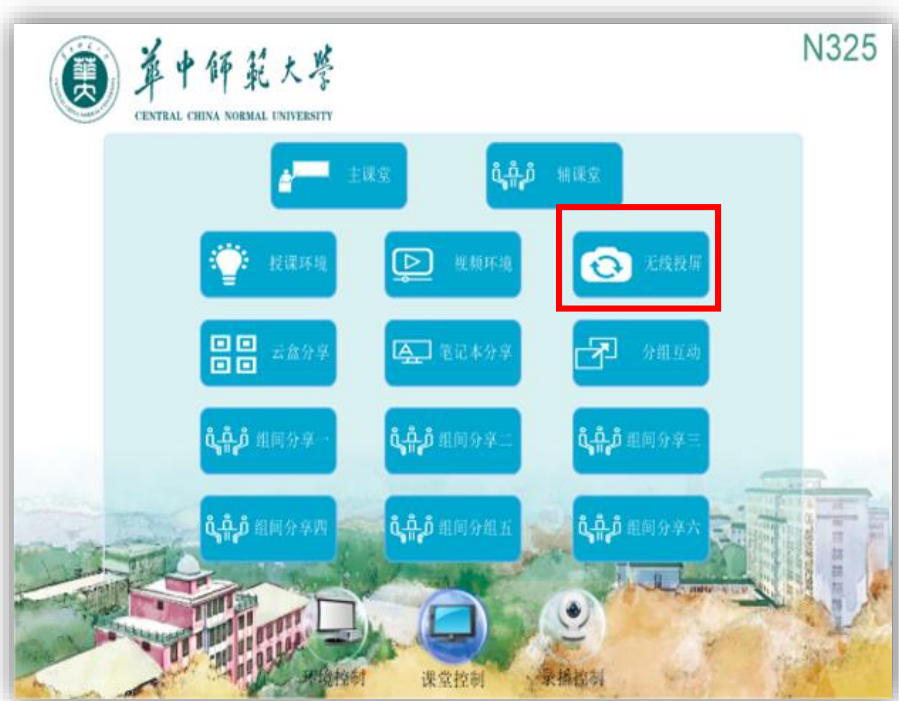 N325
華中師範大學
CENTRAL CHINA NORMAL UNIVERSITY
主课堂
辅课堂
授课环境
视频环境
无线投屏
云盒分享
笔记本分享
分组互动
组间分享一
组间分享二
组间分享三
组间分享四
组间分组五
组间分享六
环境控制
课堂控制
录播控制